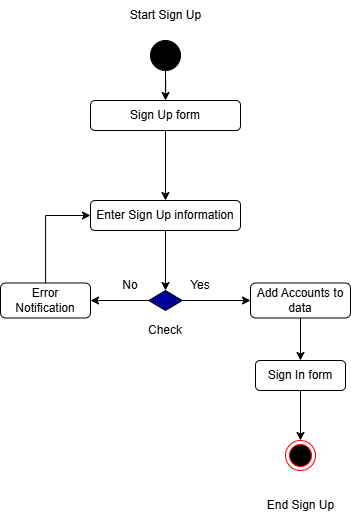 Start Sign Up
Sign Up form
Enter Sign Up information
No
Yes
Error
Notification
Add Accounts to
data
Check
Sign In form
End Sign Up